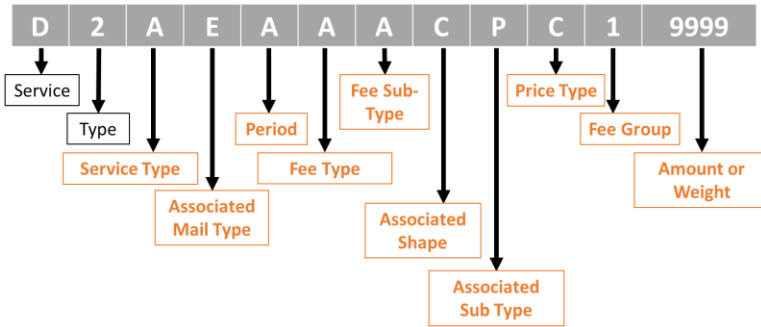 D 2 A E A A A C P C 1 9999
Service
Type
Service Type
Associated
Mail Type
Period
Fee Type
Fee Sub-
Type
Associated
Shape
Associated
Sub Type
Price Type
Fee Group
Amount or
Weight